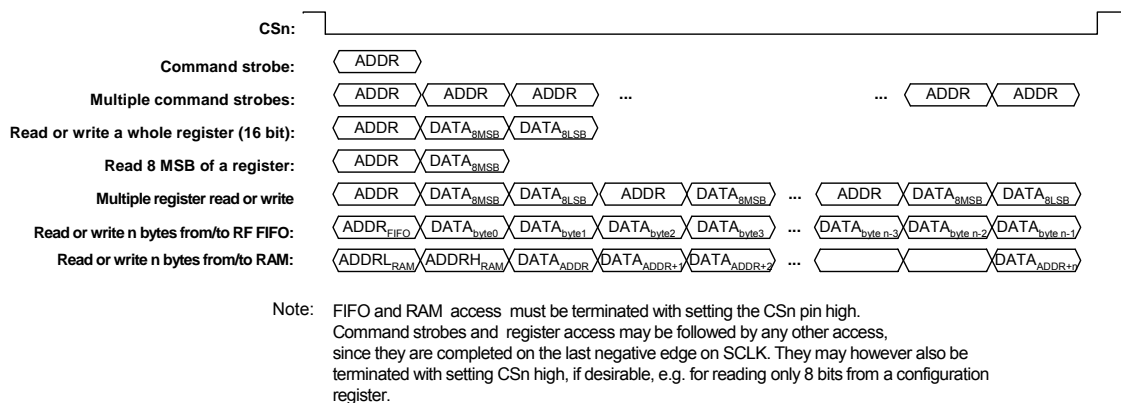 CSn:
Command strobe: ADDR
Multiple command strobes: ADDR ADDR ADDR ... ... ADDR ADDR
Read or write a whole register (16 bit): ADDR DATA8MSB DATA8LSB
Read 8 MSB of a register: ADDR DATA8MSB
Multiple register read or write ADDR DATA8MSB DATA8LSB ADDR DATA8MSB ... ADDR DATA8MSB DATA8LSB
Read or write n bytes from/to RF FIFO: ADDRFIFO DATAbyte0 DATAbyte1 DATAbyte2 DATAbyte3 ... DATAbyte n-3 DATAbyte n-2 DATAbyte n-1
Read or write n bytes from/to RAM: ADDRLRAM ADDRHRAM DATAADDR DATAADDR+1 DATAADDR+2 ... DATAADDR+n
Note: FIFO and RAM access must be terminated with setting the CSn pin high.
Command strobes and register access may be followed by any other access,
since they are completed on the last negative edge on SCLK. They may however also be
terminated with setting CSn high, if desirable, e.g. for reading only 8 bits from a configuration
register.